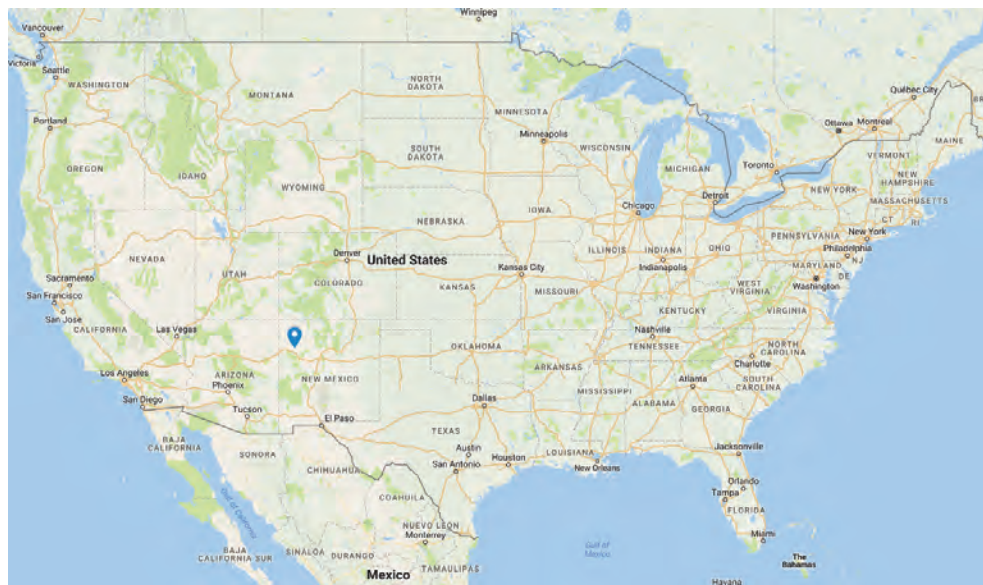 Winnipeg
Vancouver
Victoria
Seattle
WASHINGTON
MONTANA
NORTH
DAKOTA
MINNESOTA
Québec City
Portland
Minneapolis
Ottawa
Montreal
MAINE
OREGON
IDAHO
SOUTH
DAKOTA
WISCONSIN
MICHIGAN
Toronto
VERMONT
NEW
HAMPSHIRE
WYOMING
NEW YORK
MASSACHUSETTS
Detroit
Chicago
IOWA
CT
RI
NEBRASKA
PENNSYLVANIA
New York
NEVADA
UTAH
Denver
United States
ILLINOIS
INDIANA
OHIO
Philadelphia
Indianapolis
MARYLAND
NJ
DE
Sacramento
COLORADO
KANSAS
Kansas City
MISSOURI
WEST
VIRGINIA
Washington
San Francisco
San Jose
CALIFORNIA
Las Vegas
KENTUCKY
VIRGINIA
Nashville
TENNESSEE
NORTH
CAROLINA
OKLAHOMA
Charlotte
Los Angeles
ARIZONA
Phoenix
NEW MEXICO
ARKANSAS
SOUTH
CAROLINA
Atlanta
MISSISSIPPI
San Diego
Tucson
Dallas
ALABAMA
GEORGIA
El Paso
BAJA
CALIFORNIA
TEXAS
SONORA
Austin
Houston
LOUISIANA
Jacksonville
San Antonio
New Orleans
CHIHUAHUA
Orlando
Tampa
COAHUILA
FLORIDA
Gulf of California
NUEVO LEON
Monterrey
Miami
Gulf of
Mexico
BAJA
CALIFORNIA SUR
SINALOA
DURANGO
The
Bahamas
Mexico
TAMAULIPAS
Havana